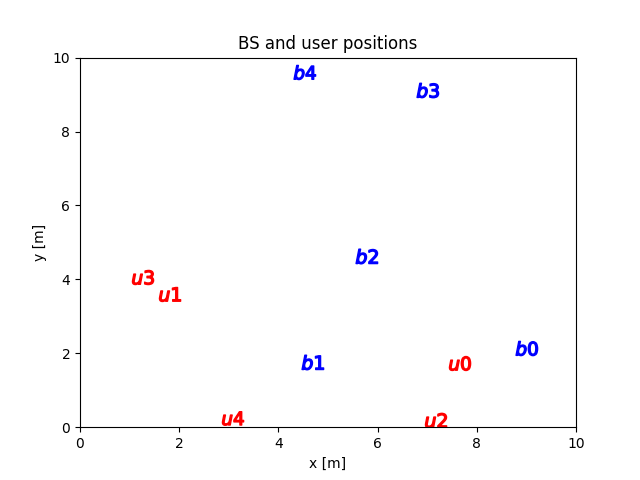 BS and user positions
10
b4
b3
8
6
y [m]
b2
4
u3
u1
2
b0
b1
u0
u4
u2
0
0 2 4 6 8 10
x [m]